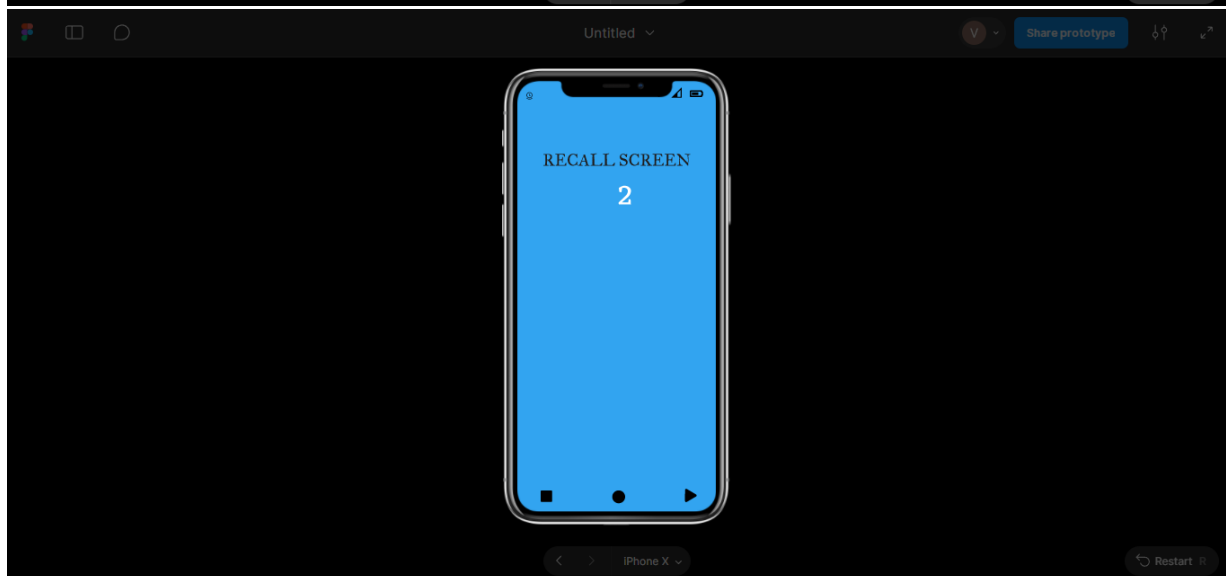 Untitled
V
Share prototype
RECALL SCREEN
2
iPhone X
Restart R